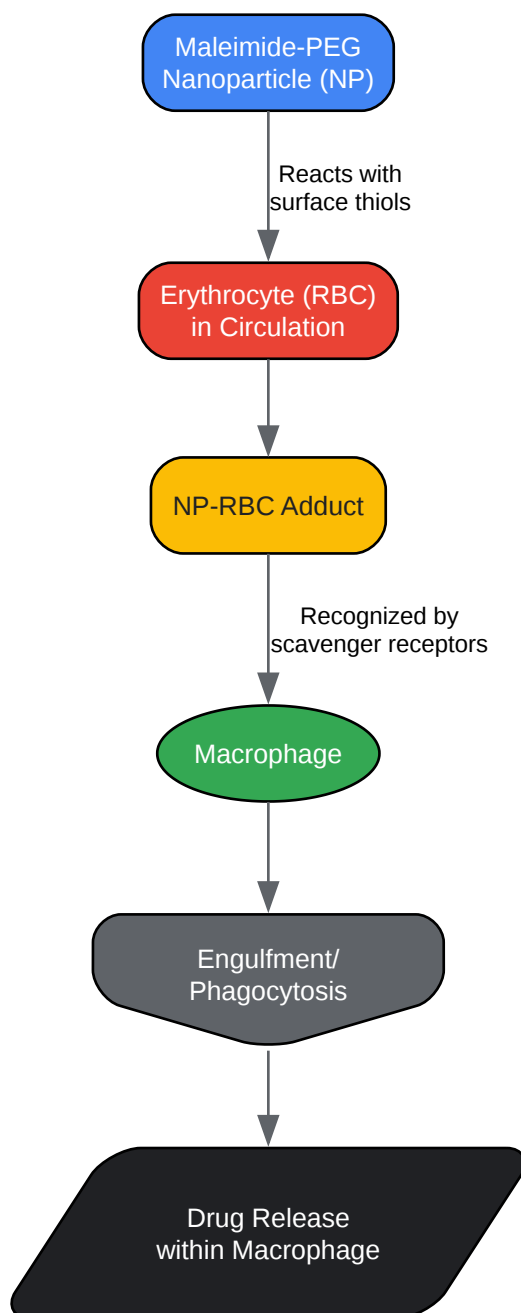 Maleimide-PEG
Nanoparticle (NP)
Reacts with
surface thiols
Erythrocyte (RBC)
in Circulation
NP-RBC Adduct
Recognized by
scavenger receptors
Macrophage
Engulfment/
Phagocytosis
Drug Release
within Macrophage